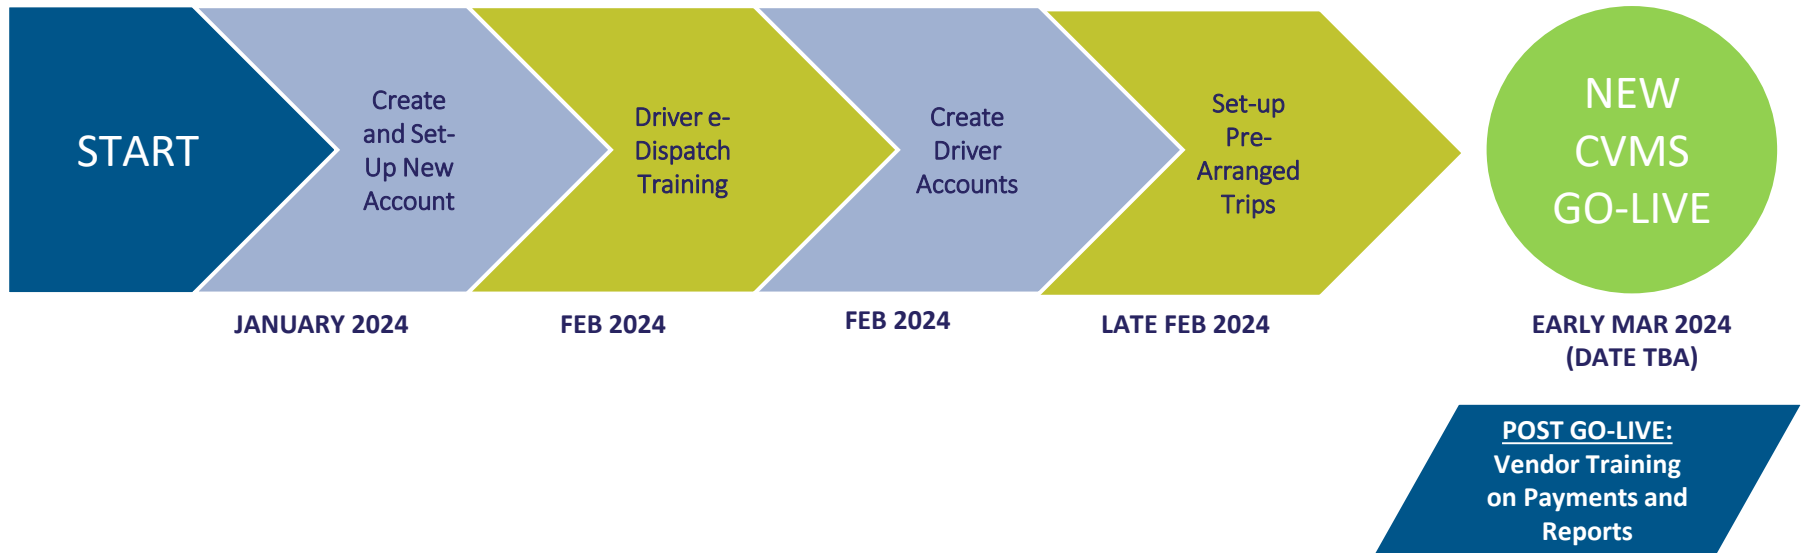 START
Create
and Set-
Up New
Account
Driver e-
Dispatch
Training
Create
Driver
Accounts
Set-up
Pre-
Arranged
Trips
NEW
CVMS
GO-LIVE
JANUARY 2024
FEB 2024
FEB 2024
LATE FEB 2024
EARLY MAR 2024
(DATE TBA)
POST GO-LIVE:
Vendor Training
on Payments and
Reports